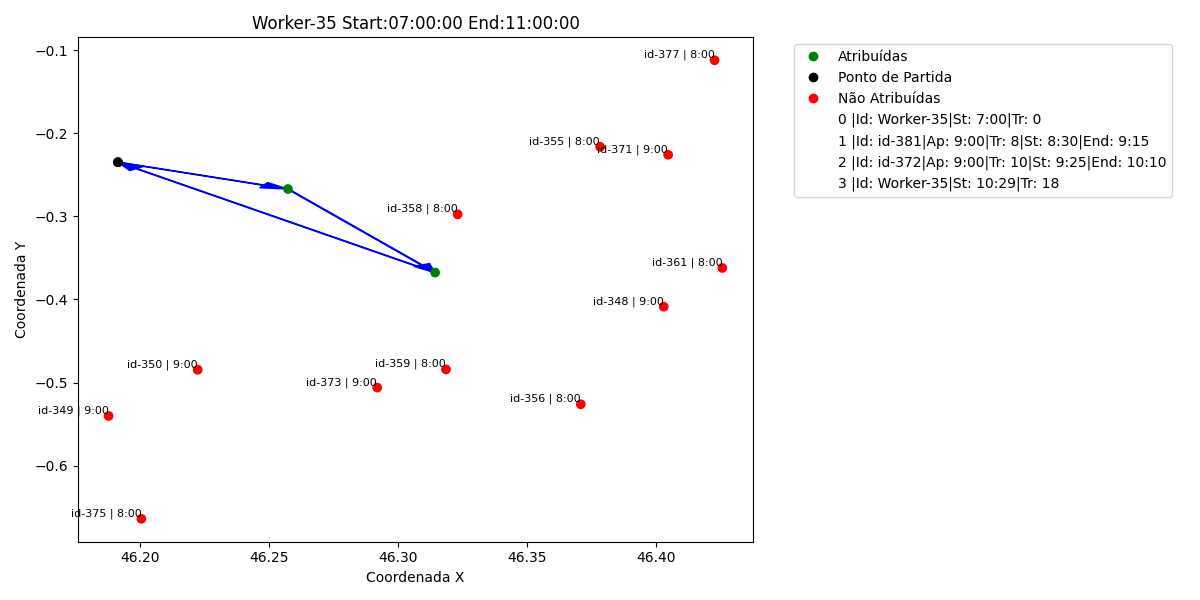 Worker-35 Start:07:00:00 End:11:00:00
Coordenada Y
−0.1
−0.2
−0.3
−0.4
−0.5
−0.6
id-377 | 8:00
id-355 | 8:00
id-371 | 9:00
id-358 | 8:00
id-361 | 8:00
id-348 | 9:00
id-350 | 9:00
id-359 | 8:00
id-373 | 9:00
id-356 | 8:00
id-349 | 9:00
id-375 | 8:00
46.20
46.25
46.30
46.35
46.40
Coordenada X
Atribuídas
Ponto de Partida
Não Atribuídas
0 |Id: Worker-35|St: 7:00|Tr: 0
1 |Id: id-381|Ap: 9:00|Tr: 8|St: 8:30|End: 9:15
2 |Id: id-372|Ap: 9:00|Tr: 10|St: 9:25|End: 10:10
3 |Id: Worker-35|St: 10:29|Tr: 18